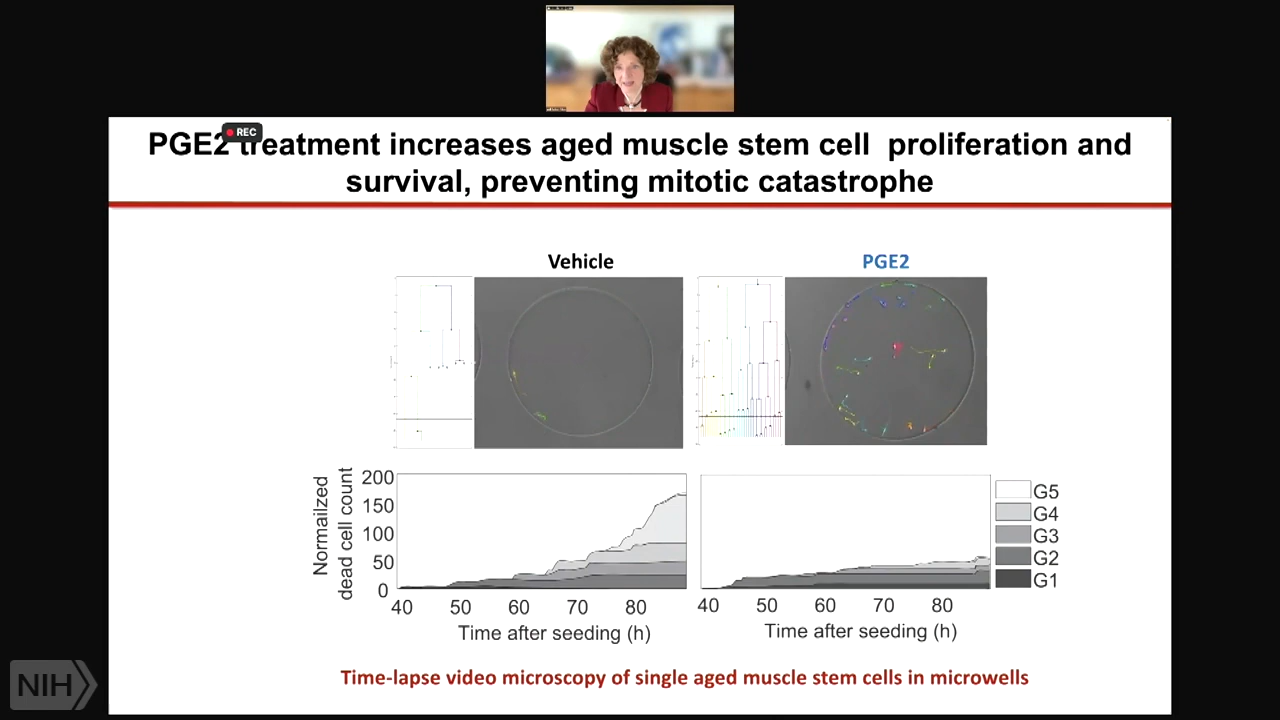 REC
PGE2 treatment increases aged muscle stem cell proliferation and
survival, preventing mitotic catastrophe
Vehicle
PGE2
Normailzed
dead cell count
200
150
100
50
0
40 50 60 70 80
Time after seeding (h)
40 50 60 70 80
Time after seeding (h)
G5
G4
G3
G2
G1
Time-lapse video microscopy of single aged muscle stem cells in microwells
NIH